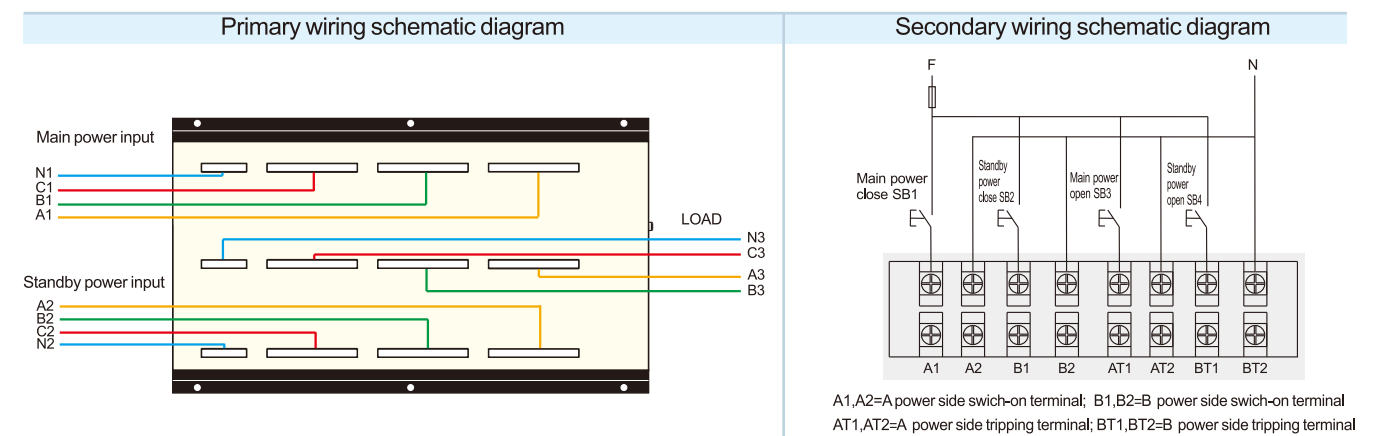 Primary wiring schematic diagram
Main power input
N1
C1
B1
A1
LOAD
N3
C3
A3
B3
Standby power input
A2
B2
C2
N2
Secondary wiring schematic diagram
F N
Main power
close SB1
Standby
power
close SB2
Main power
open SB3
Standby
power
open SB4
A1 A2 B1 B2 AT1 AT2 BT1 BT2
A1,A2=A power side swich-on terminal; B1,B2=B power side swich-on terminal
AT1,AT2=A power side tripping terminal; BT1,BT2=B power side tripping terminal